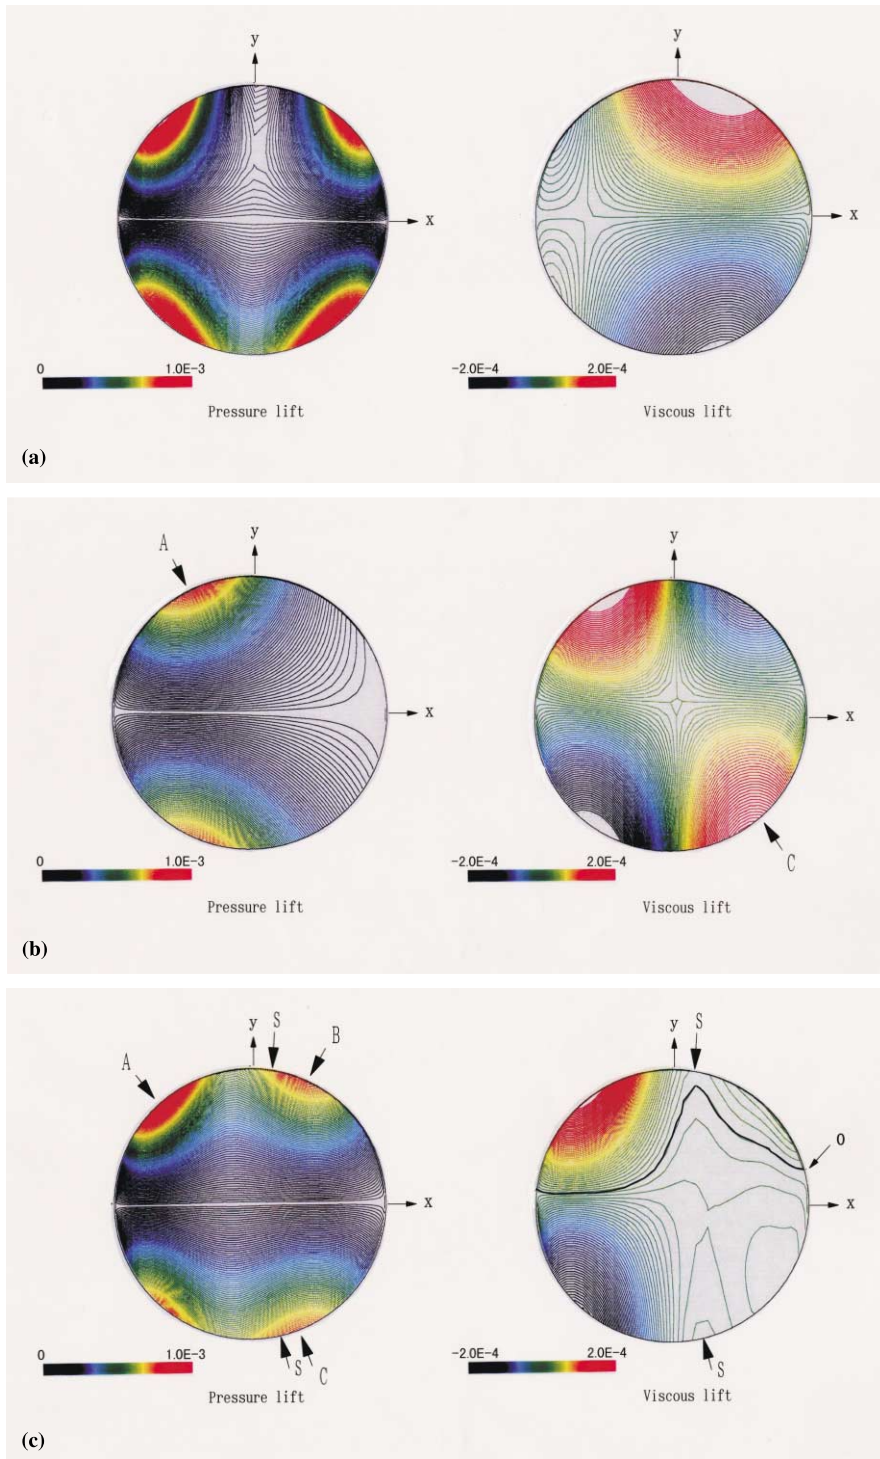 y
y
x
x
0 1.0E-3
-2.0E-4 2.0E-4
Pressure lift
Viscous lift
(a)
A
y
y
x
x
C
0 1.0E-3
-2.0E-4 2.0E-4
Pressure lift
Viscous lift
(b)
A
y
S
B
y
S
O
x
x
S
C
S
0 1.0E-3
-2.0E-4 2.0E-4
Pressure lift
Viscous lift
(c)